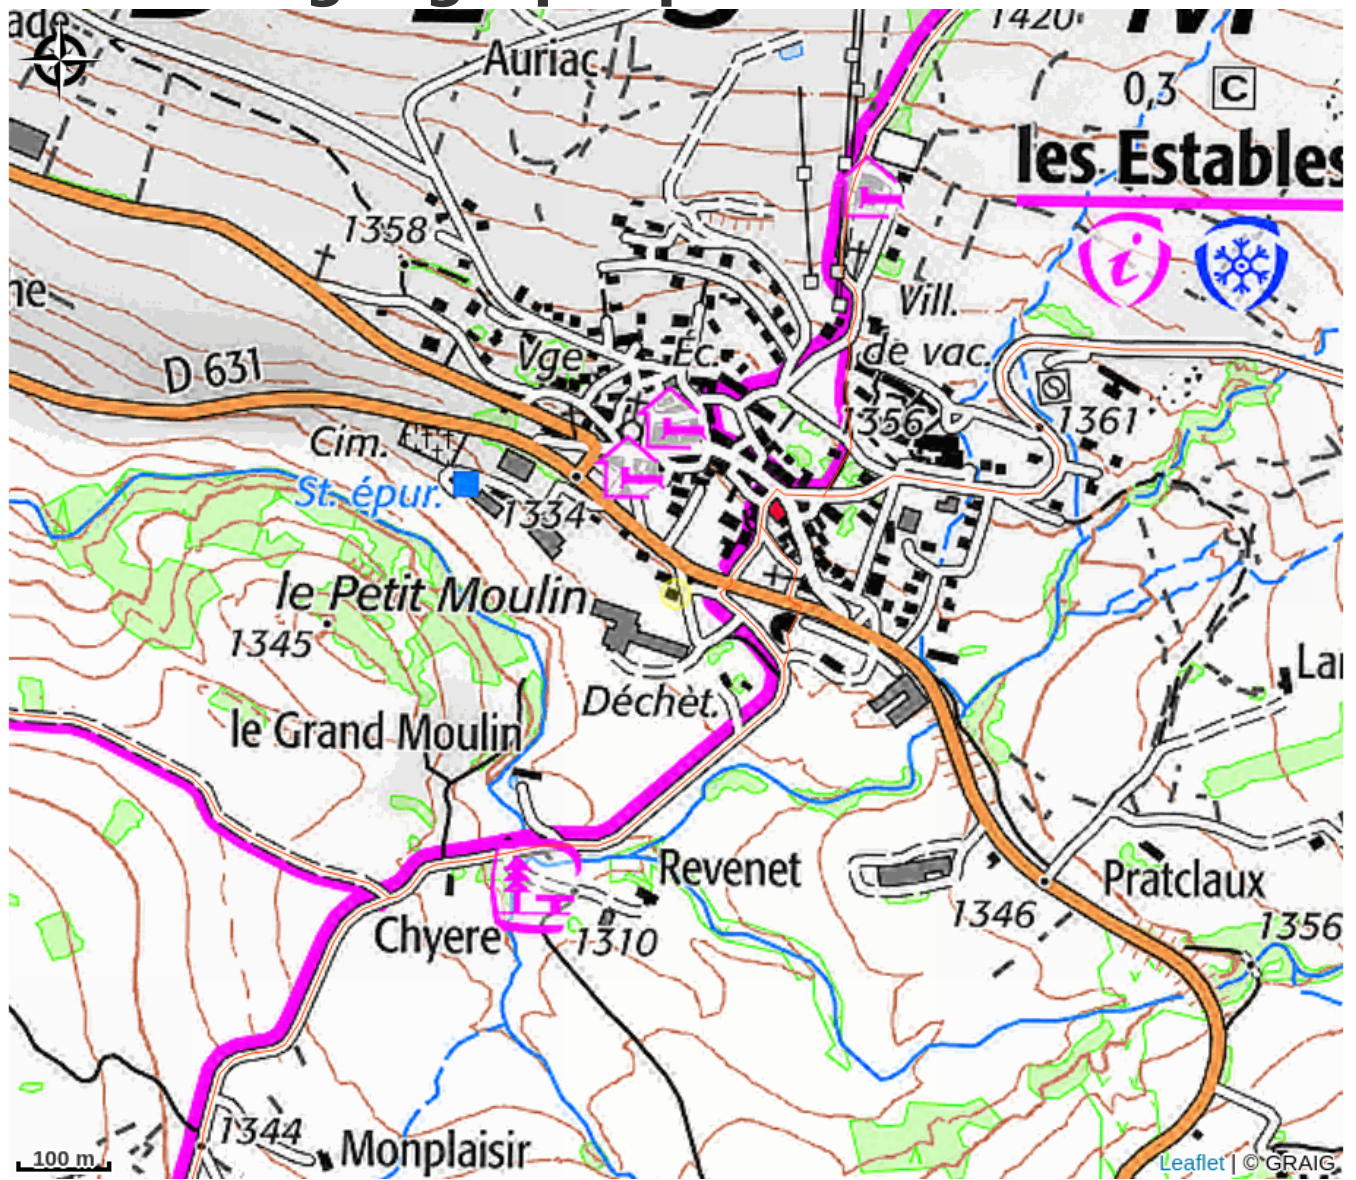 1420
Auriac
0,3 C
les Estables
1358
i
Vill.
D 631
Vge
Éc.
de vac.
1356
1361
Cim.
St. épur.
1334
le Petit Moulin
1345
Déchèt.
le Grand Moulin
Revenet
Pratclaux
1346
Chyere
1310
1356
1344
Monplaisir
100 m
Leaflet | © GRAIG